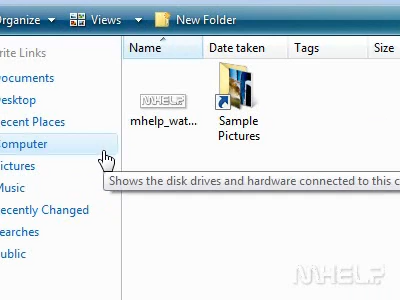 rganize Views New Folder
rite Links
Name Date taken Tags Size
ocuments
esktop
ecent Places
omputer
ictures
Music
ecently Changed
earches
ublic
MHELP
mhelp_wat... Sample
Pictures
Shows the disk drives and hardware connected to this c
MHELP